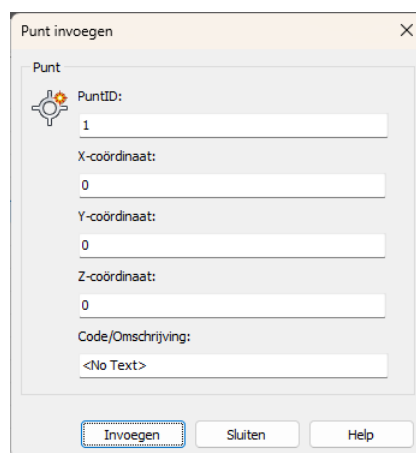 Punt invoegen
Punt
PuntID:
1
X-coördinaat:
0
Y-coördinaat:
0
Z-coördinaat:
0
Code/Omschrijving:
<No Text>
Invoegen Sluiten Help